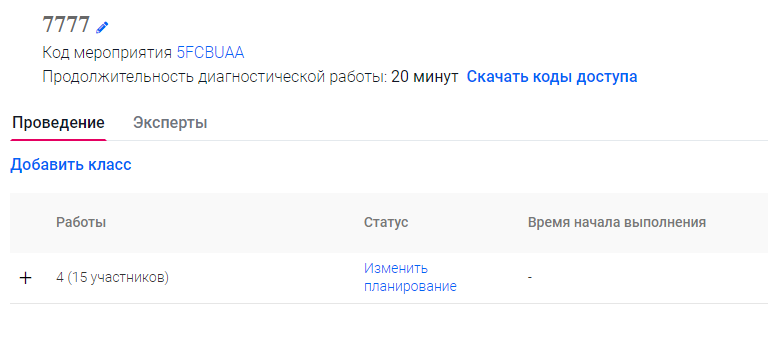 7777
Код мероприятия 5FCBUAA
Продолжительность диагностической работы: 20 минут Скачать коды доступа
Проведение Эксперты
Добавить класс
Работы Статус Время начала выполнения
+ 4 (15 участников) Изменить планирование -